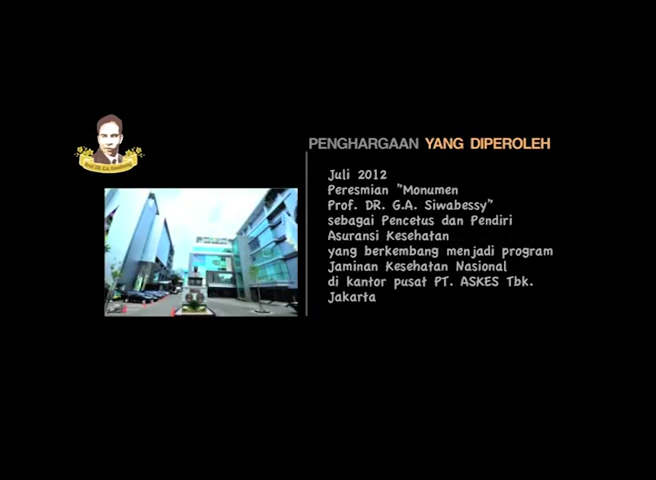 PENGHARGAAN YANG DIPEROLEH
Juli 2012
Peresmian "Monumen
Prof. DR. G.A. Siwabessy"
sebagai Pencetus dan Pendiri
Asuransi Kesehatan
yang berkembang menjadi program
Jaminan Kesehatan Nasional
di kantor pusat PT. ASKES Tbk.
Jakarta